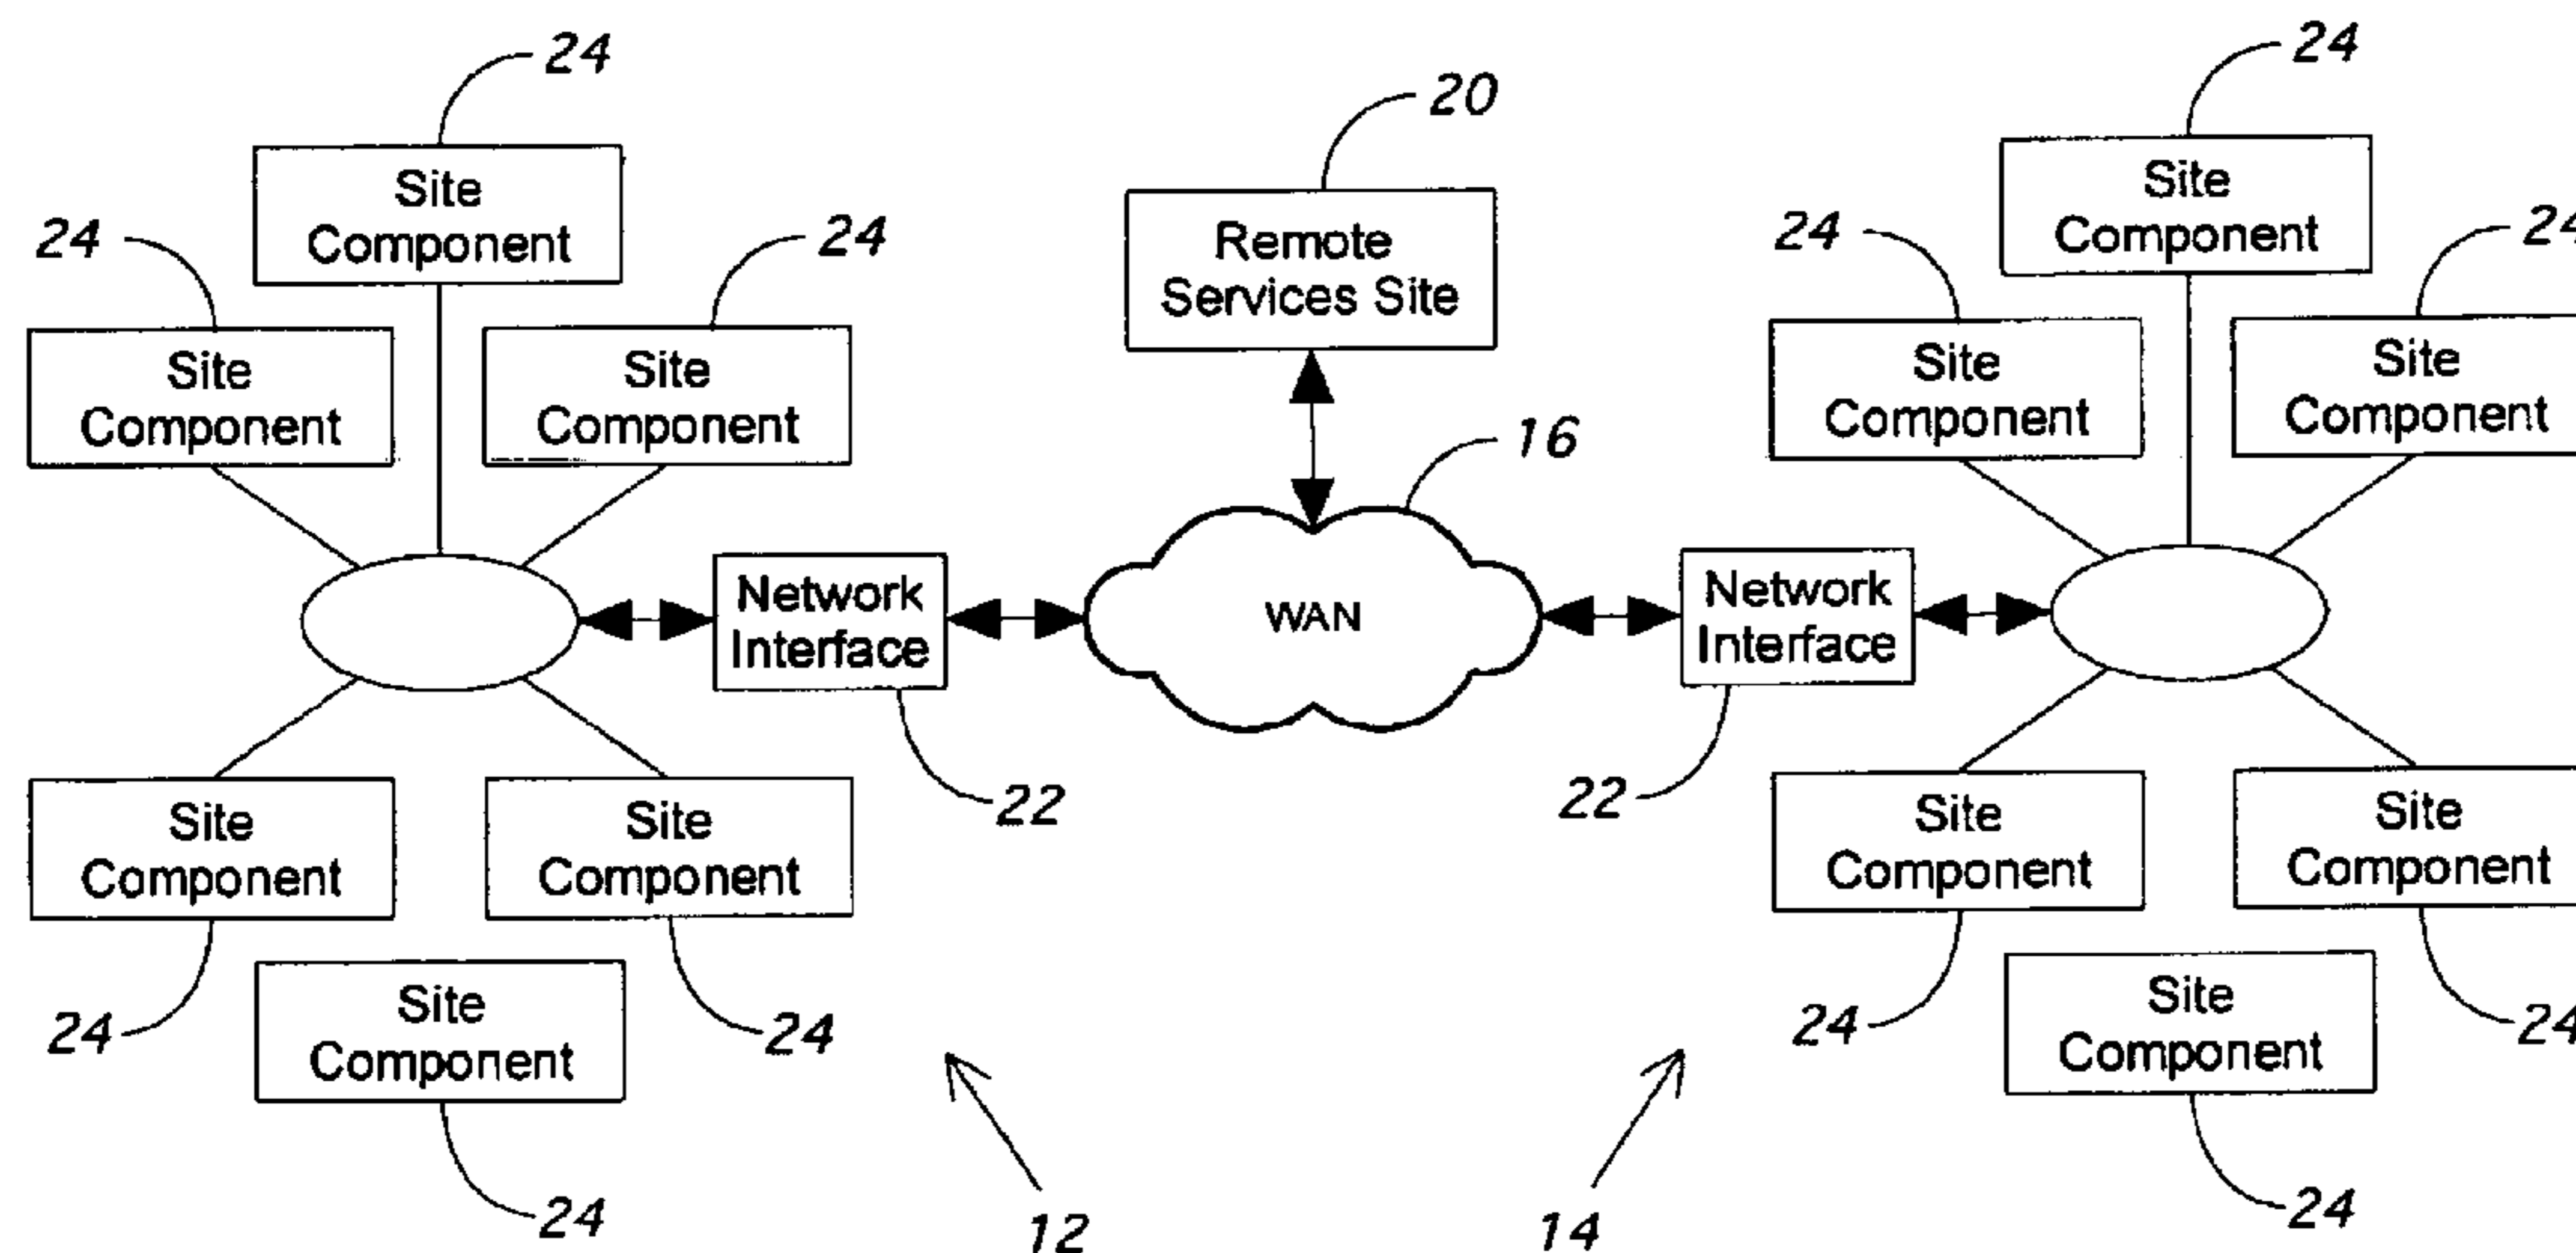 24
24
20
Site
Component
Site
Component
24
24
Remote
Services Site
24
24
Site
Component
Site
Component
Site
Component
Site
Component
16
Network
Interface
WAN
Network
Interface
22
22
Site
Component
Site
Component
Site
Component
Site
Component
24
24
Site
Component
24
24
Site
Component
24
12
14
24